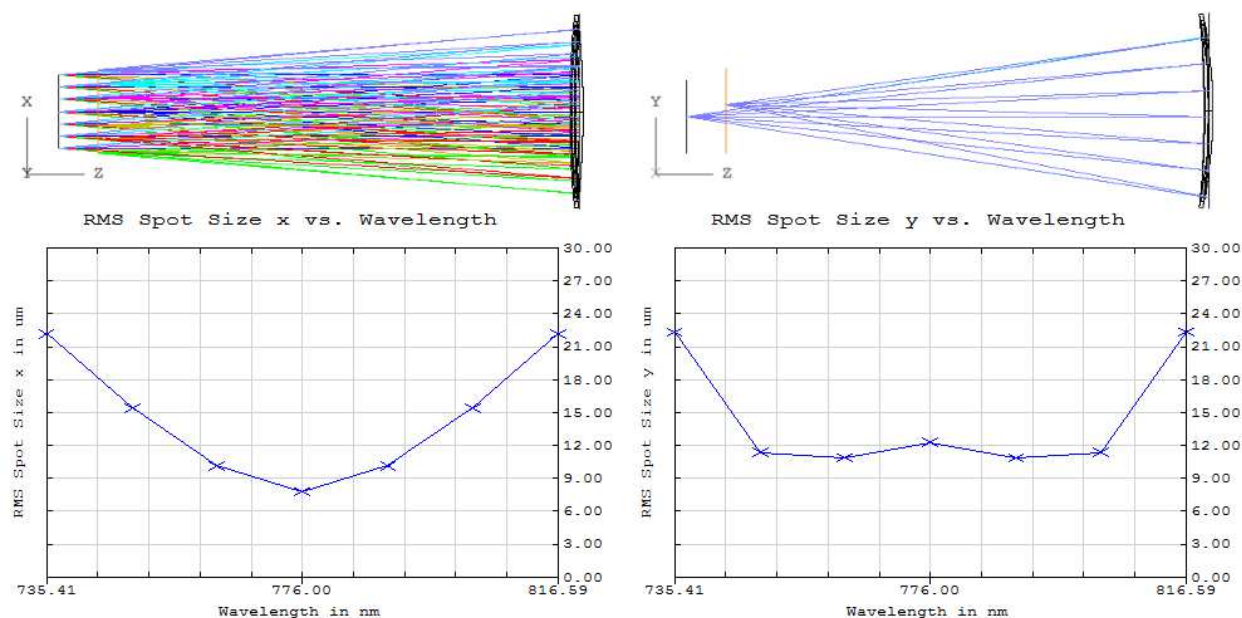 X
Y
Z
Y
X
Z
RMS Spot Size x vs. Wavelength
RMS Spot Size x in um
30.00
27.00
24.00
21.00
18.00
15.00
12.00
9.00
6.00
3.00
0.00
735.41
776.00
816.59
Wavelength in nm
RMS Spot Size y vs. Wavelength
RMS Spot Size y in um
30.00
27.00
24.00
21.00
18.00
15.00
12.00
9.00
6.00
3.00
0.00
735.41
776.00
816.59
Wavelength in nm